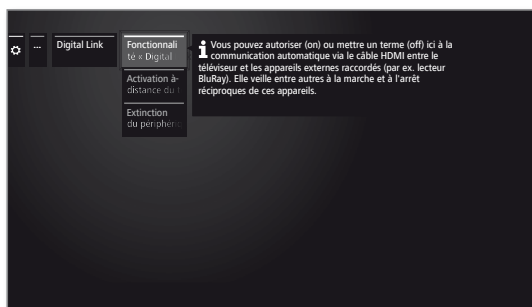 ...
Digital Link
Fonctionnali
té « Digital
Activation à-
distance du
Extinction
du périphéri
i Vous pouvez autoriser (on) ou mettre un terme (off) ici à la
communication automatique via le câble HDMI entre le
téléviseur et les appareils externes raccordés (par ex. lecteur
BluRay). Elle veille entre autres à la marche et à l'arrêt
réciproques de ces appareils.